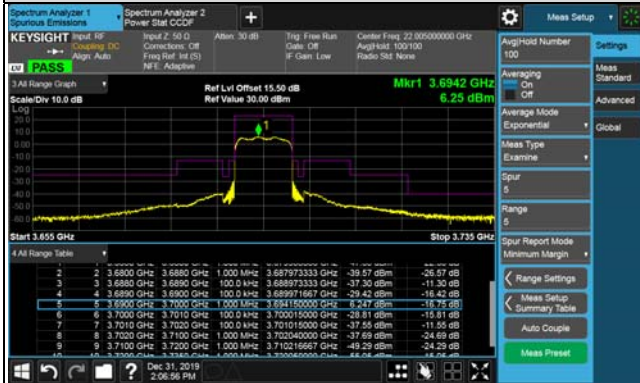 Spectrum Analyzer 1
Spurious Emissions
Spectrum Analyzer 2
Power Stat CCDF
Meas Setup
KEYSIGHT
Input: RF
Coupling: DC
Align: Auto
Input Z: 50 Ω
Corrections: Off
Freq Ref: Int (S)
NFE: Adaptive
Atten: 30 dB
Trig: Free Run
Gate: Off
IF Gain: Low
Center Freq: 22.005000000 GHz
Avg|Hold: 100/100
Radio Std: None
LXI
PASS
3 All Range Graph
Scale/Div 10.0 dB
Ref Lvl Offset 15.50 dB
Ref Value 30.00 dBm
Mkr1 3.6942 GHz
6.25 dBm
Log
20.0
10.0
0.00
-10.0
-20.0
-30.0
-40.0
-50.0
-60.0
1
Start 3.655 GHz
Stop 3.735 GHz
4 All Range Table
2 2 3.6800 GHz 3.6880 GHz 1.000 MHz 3.687973333 GHz -39.57 dBm -26.57 dB
3 3 3.6880 GHz 3.6890 GHz 100.0 kHz 3.688973333 GHz -37.30 dBm -11.30 dB
4 4 3.6890 GHz 3.6900 GHz 100.0 kHz 3.689971667 GHz -29.42 dBm -16.42 dB
5 5 3.6900 GHz 3.7000 GHz 1.000 MHz 3.694150000 GHz 6.247 dBm -16.75 dB
6 6 3.7000 GHz 3.7010 GHz 100.0 kHz 3.700015000 GHz -28.81 dBm -15.81 dB
7 7 3.7010 GHz 3.7020 GHz 100.0 kHz 3.701015000 GHz -37.55 dBm -11.55 dB
8 8 3.7020 GHz 3.7100 GHz 1.000 MHz 3.702040000 GHz -37.69 dBm -24.69 dB
9 9 3.7100 GHz 3.7200 GHz 1.000 MHz 3.710216667 GHz -49.29 dBm -24.29 dB
Avg|Hold Number
100
Averaging
On
Off
Average Mode
Exponential
Meas Type
Examine
Spur
5
Range
5
Spur Report Mode
Minimum Margin
Range Settings
Meas Setup
Summary Table
Auto Couple
Meas Preset
Settings
Meas
Standard
Advanced
Global
Dec 31, 2019
2:06:56 PM